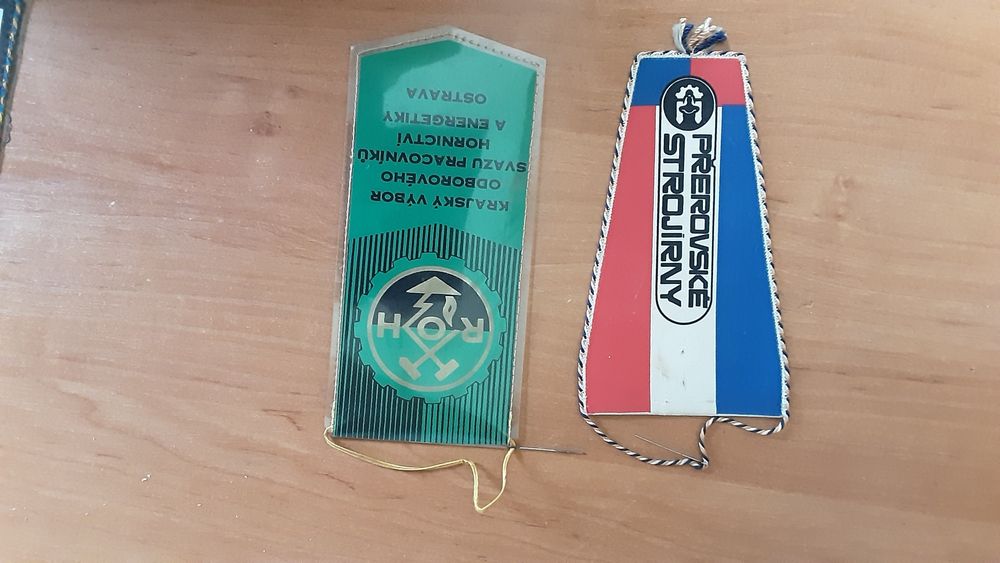 KRAJSKÝ VÝBOR
ODBOROVÉHO
SVAZU PRACOVNÍKŮ
HORNICTVÍ
A ENERGETIKY
OSTRAVA
ROH
PŘEROVSKÉ
STROJÍRNY